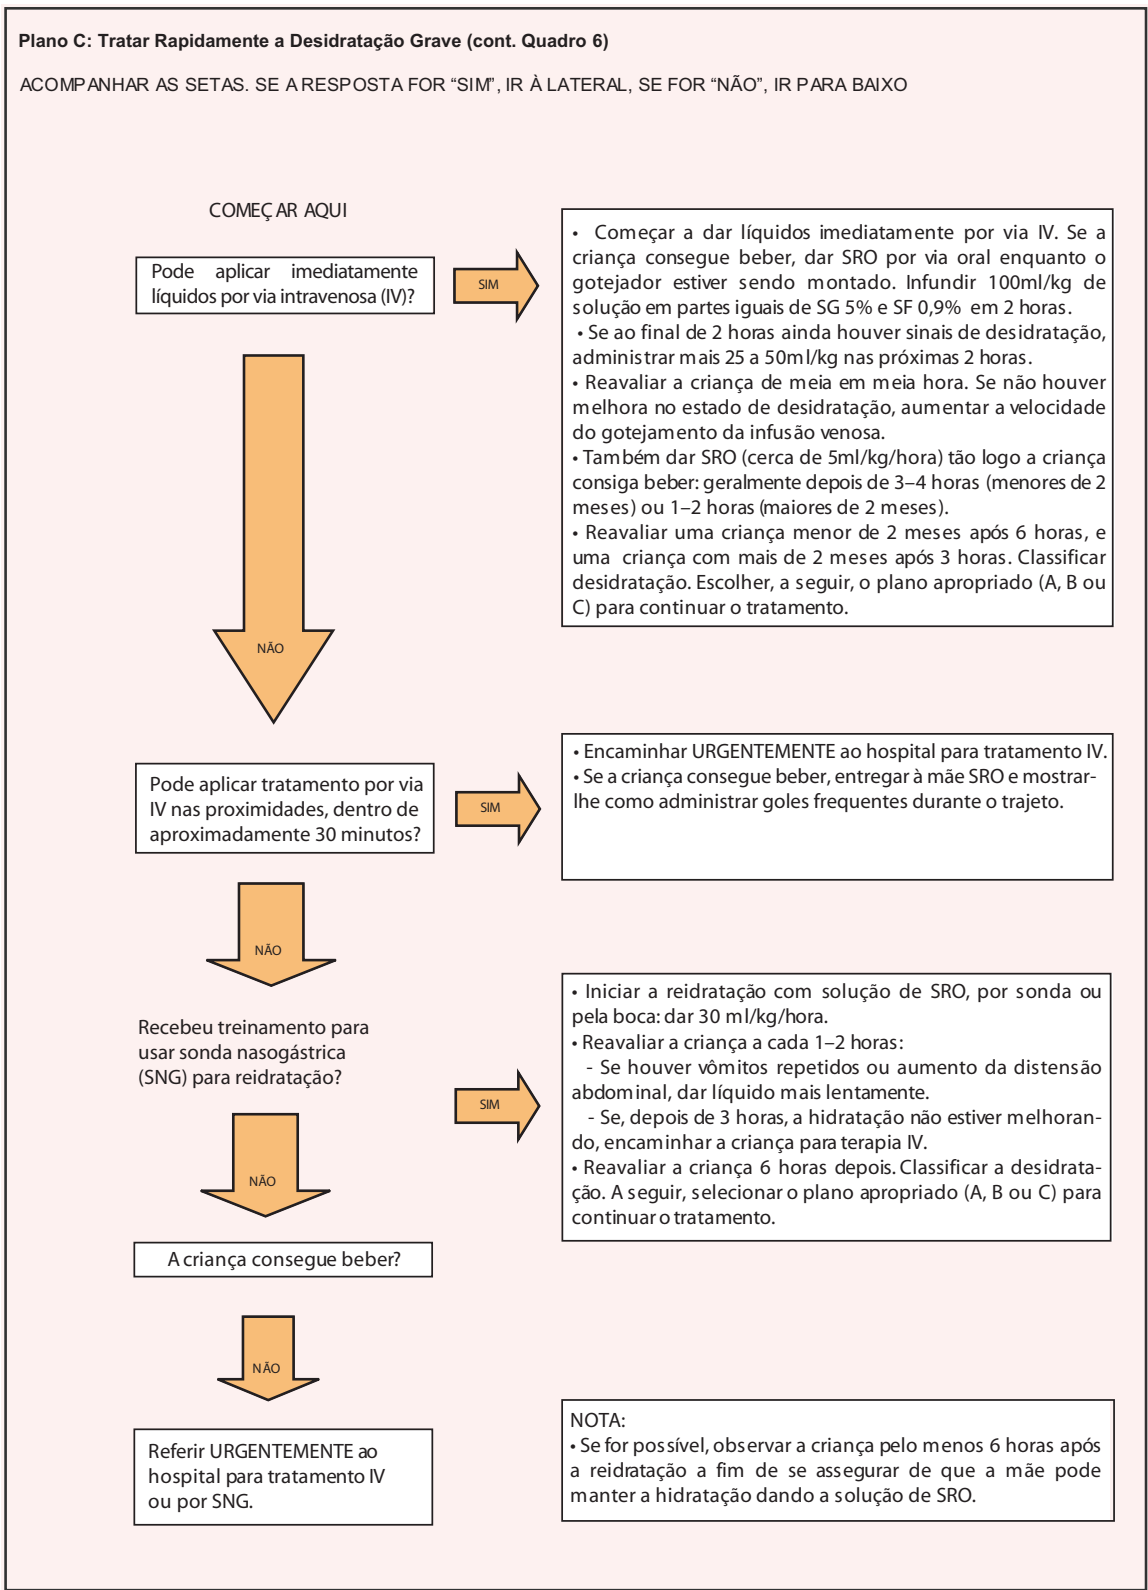 Plano C: Tratar Rapidamente a Desidratação Grave (cont. Quadro 6)
ACOMPANHAR AS SETAS. SE A RESPOSTA FOR “SIM”, IR À LATERAL, SE FOR “NÃO”, IR PARA BAIXO
COMEÇAR AQUI
Pode aplicar imediatamente
líquidos por via intravenosa (IV)?
SIM
• Começar a dar líquidos imediatamente por via IV. Se a
criança consegue beber, dar SRO por via oral enquanto o
gotejador estiver sendo montado. Infundir 100ml/kg de
solução em partes iguais de SG 5% e SF 0,9% em 2 horas.
• Se ao final de 2 horas ainda houver sinais de desidratação,
administrar mais 25 a 50ml/kg nas próximas 2 horas.
• Reavaliar a criança de meia em meia hora. Se não houver
melhora no estado de desidratação, aumentar a velocidade
do gotejamento da infusão venosa.
• Também dar SRO (cerca de 5ml/kg/hora) tão logo a criança
consiga beber: geralmente depois de 3–4 horas (menores de 2
meses) ou 1–2 horas (maiores de 2 meses).
• Reavaliar uma criança menor de 2 meses após 6 horas, e
uma criança com mais de 2 meses após 3 horas. Classificar
desidratação. Escolher, a seguir, o plano apropriado (A, B ou
C) para continuar o tratamento.
NÃO
Pode aplicar tratamento por via
IV nas proximidades, dentro de
aproximadamente 30 minutos?
SIM
• Encaminhar URGENTEMENTE ao hospital para tratamento IV.
• Se a criança consegue beber, entregar à mãe SRO e mostrar-
lhe como administrar goles frequentes durante o trajeto.
NÃO
Recebeu treinamento para
usar sonda nasogástrica
(SNG) para reidratação?
SIM
• Iniciar a reidratação com solução de SRO, por sonda ou
pela boca: dar 30 ml/kg/hora.
• Reavaliar a criança a cada 1–2 horas:
- Se houver vômitos repetidos ou aumento da distensão
abdominal, dar líquido mais lentamente.
- Se, depois de 3 horas, a hidratação não estiver melhoran-
do, encaminhar a criança para terapia IV.
• Reavaliar a criança 6 horas depois. Classificar a desidrata-
ção. A seguir, selecionar o plano apropriado (A, B ou C) para
continuar o tratamento.
NÃO
A criança consegue beber?
NÃO
Referir URGENTEMENTE ao
hospital para tratamento IV
ou por SNG.
NOTA:
• Se for possível, observar a criança pelo menos 6 horas após
a reidratação a fim de se assegurar de que a mãe pode
manter a hidratação dando a solução de SRO.